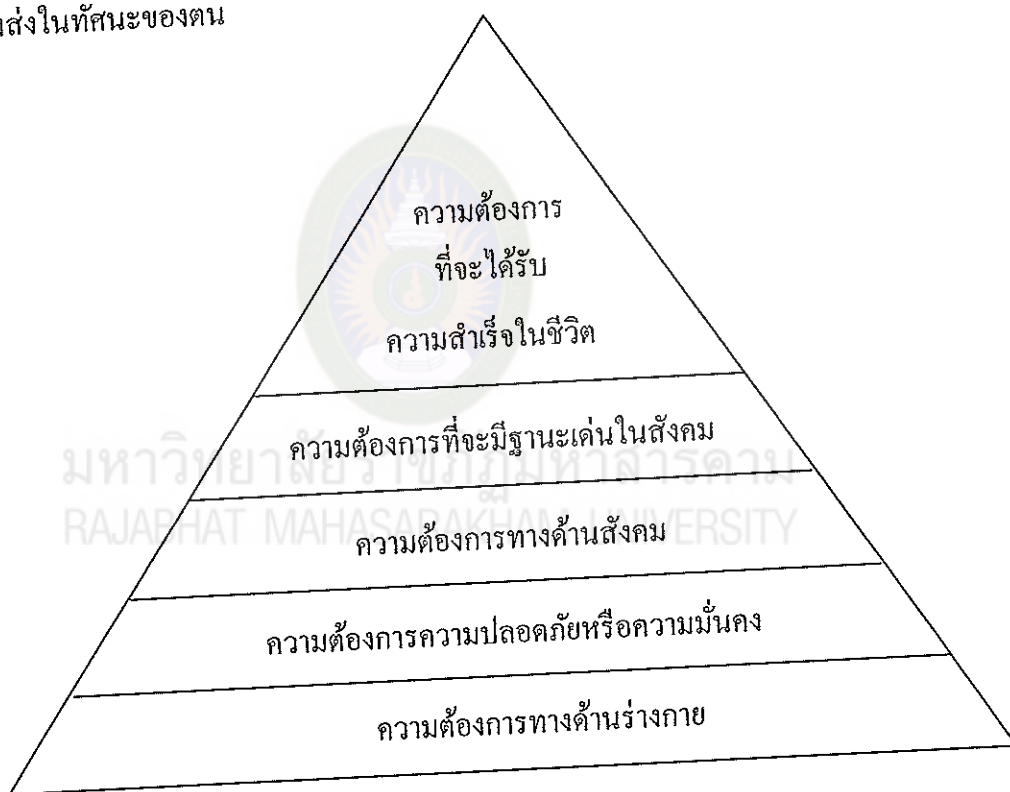 ส่งในทัศนะของตน
ความต้องการ
ที่จะได้รับ
ความสำเร็จในชีวิต
ความต้องการที่จะมีฐานะเด่นในสังคม
มหาวิทยาลัยราชภัฏมหาสารคาม
RAJABHAT MAHASARAKHAM UNIVERSITY
ความต้องการทางด้านสังคม
ความต้องการความปลอดภัยหรือความมั่นคง
ความต้องการทางด้านร่างกาย